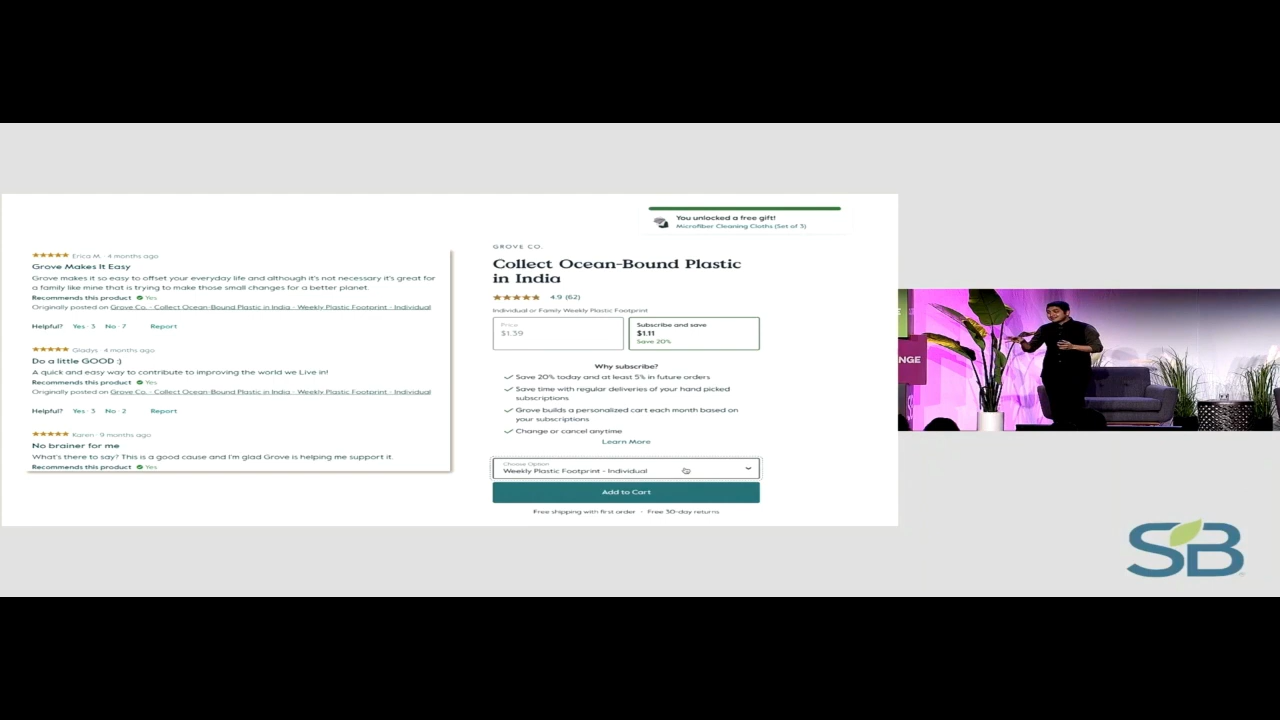 You unlocked a free gift!
Microfiber Cleaning Cloths (Set of 3)
Erica M. · 4 months ago
Grove Makes It Easy
Grove makes it so easy to offset your everyday life and although it's not necessary it's great for
a family like mine that is trying to make those small changes for a better planet.
Recommends this product Yes
Originally posted on Grove Co. - Collect Ocean-Bound Plastic in India - Weekly Plastic Footprint - Individual
Helpful? Yes · 3 No · 7 Report
Gladys · 4 months ago
Do a little GOOD :)
A quick and easy way to contribute to improving the world we Live in!
Recommends this product Yes
Originally posted on Grove Co. - Collect Ocean-Bound Plastic in India - Weekly Plastic Footprint - Individual
Helpful? Yes · 3 No · 2 Report
Karen · 9 months ago
No brainer for me
What's there to say? This is a good cause and I'm glad Grove is helping me support it.
Recommends this product Yes
GROVE CO.
Collect Ocean-Bound Plastic
in India
4.9 (62)
Individual or Family Weekly Plastic Footprint
Price
$1.39
Subscribe and save
$1.11
Save 20%
Why subscribe?
Save 20% today and at least 5% in future orders
Save time with regular deliveries of your hand picked
subscriptions
Grove builds a personalized cart each month based on
your subscriptions
Change or cancel anytime
Learn More
Choose Option
Weekly Plastic Footprint - Individual
Add to Cart
Free shipping with first order · Free 30-day returns
NGE
SB